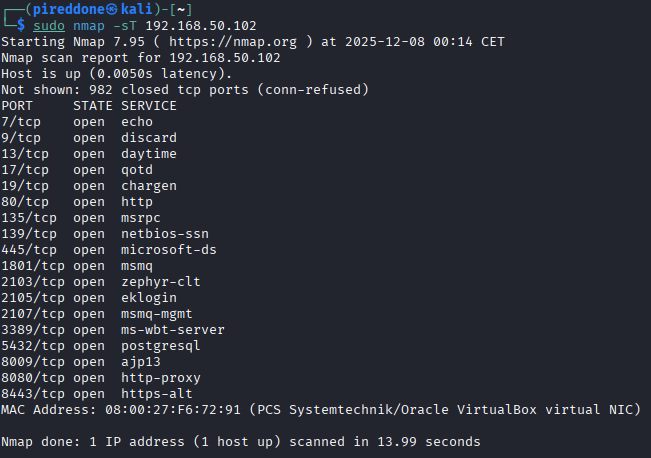 ┌──(pireddone㉿kali)-[~]
└─$ sudo nmap -sT 192.168.50.102
Starting Nmap 7.95 ( https://nmap.org ) at 2025-12-08 00:14 CET
Nmap scan report for 192.168.50.102
Host is up (0.0050s latency).
Not shown: 982 closed tcp ports (conn-refused)
PORT     STATE SERVICE
7/tcp    open  echo
9/tcp    open  discard
13/tcp   open  daytime
17/tcp   open  qotd
19/tcp   open  chargen
80/tcp   open  http
135/tcp  open  msrpc
139/tcp  open  netbios-ssn
445/tcp  open  microsoft-ds
1801/tcp open  msmq
2103/tcp open  zephyr-clt
2105/tcp open  eklogin
2107/tcp open  msmq-mgmt
3389/tcp open  ms-wbt-server
5432/tcp open  postgresql
8009/tcp open  ajp13
8080/tcp open  http-proxy
8443/tcp open  https-alt
MAC Address: 08:00:27:F6:72:91 (PCS Systemtechnik/Oracle VirtualBox virtual NIC)
Nmap done: 1 IP address (1 host up) scanned in 13.99 seconds